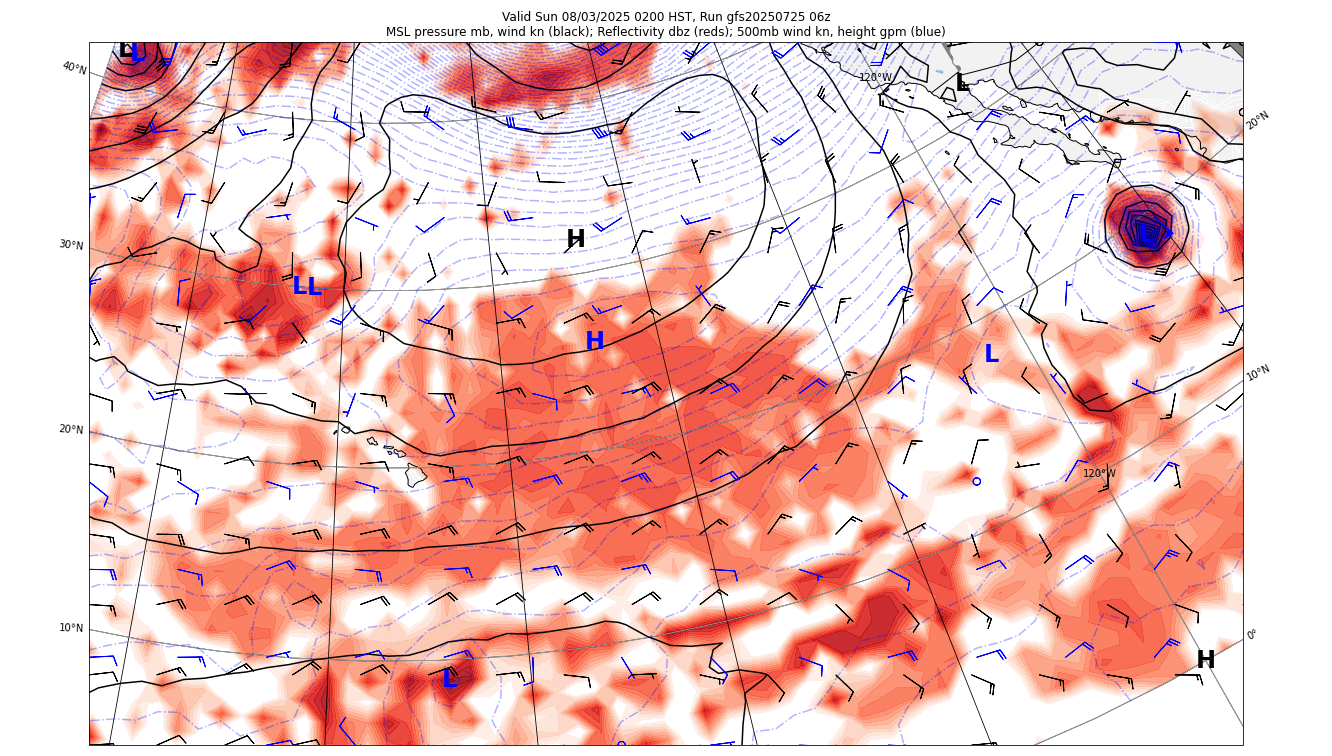 Valid Sun 08/03/2025 0200 HST, Run gfs20250725 06z
MSL pressure mb, wind kn (black); Reflectivity dbz (reds); 500mb wind kn, height gpm (blue)
H
L
40°N
120°W
L
20°N
L
30°N
H
LL
H
L
10°N
20°N
120°W
10°N
0°
H
L